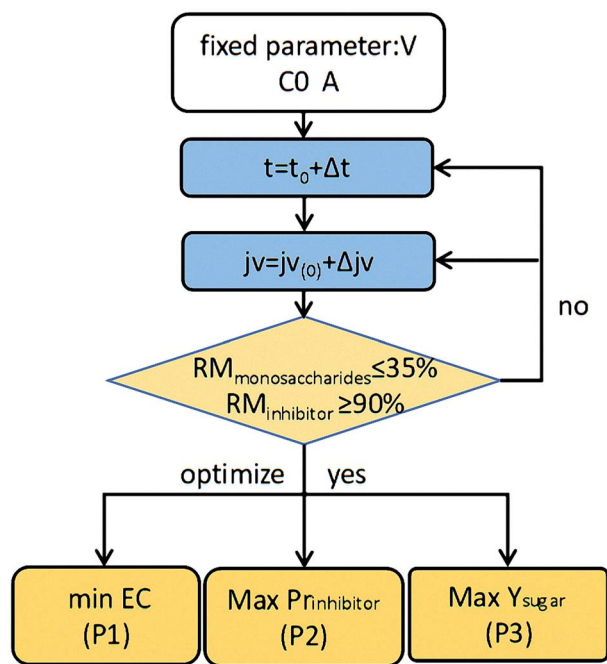 fixed parameter:V
C0 A
t=t₀+Δt
jv=jv₍₀₎+Δjv
no
RMmonosaccharides≤35%
RMinhibitor ≥90%
optimize yes
min EC
(P1)
Max Prinhibitor
(P2)
Max Ysugar
(P3)